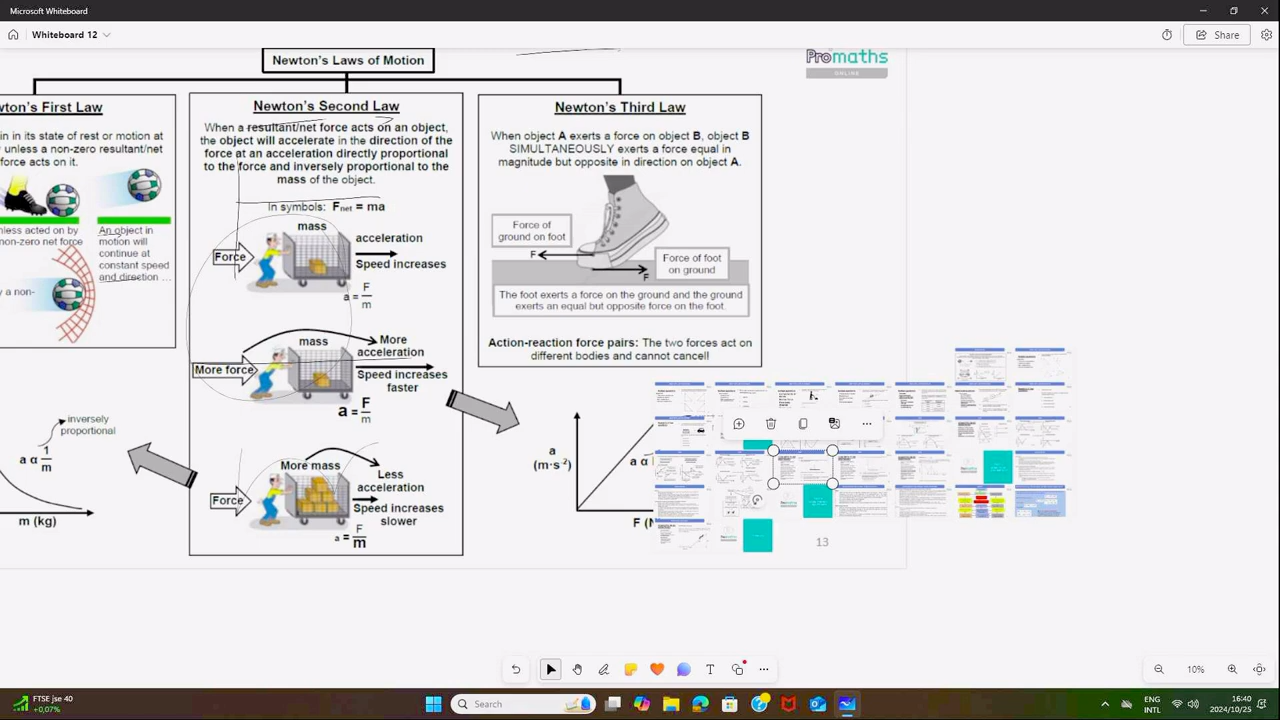 Microsoft Whiteboard
Whiteboard 12
Share
Newton's Laws of Motion
Promaths
ONLINE
wton's First Law
in in its state of rest or motion at
unless a non-zero resultant/net
force acts on it.
nless acted on by
non-zero net force
An object in
motion will
continue at
constant speed
and direction ...
y a non-
inversely
proportional
a α 1/m
m (kg)
Newton's Second Law
When a resultant/net force acts on an object,
the object will accelerate in the direction of the
force at an acceleration directly proportional
to the force and inversely proportional to the
mass of the object.
In symbols: Fnet = ma
mass
Force
acceleration
Speed increases
a = F/m
mass
More force
More
acceleration
Speed increases
faster
a = F/m
More mass
Force
Less
acceleration
Speed increases
slower
a = F/m
Newton's Third Law
When object A exerts a force on object B, object B
SIMULTANEOUSLY exerts a force equal in
magnitude but opposite in direction on object A.
Force of
ground on foot
F
Force of foot
on ground
F
The foot exerts a force on the ground and the ground
exerts an equal but opposite force on the foot.
Action-reaction force pairs: The two forces act on
different bodies and cannot cancel!
a
(m·s-2)
a α
F (
13
10%
FTSE jse 40
+0,07%
Search
ENG
INTL
16:40
2024/10/25